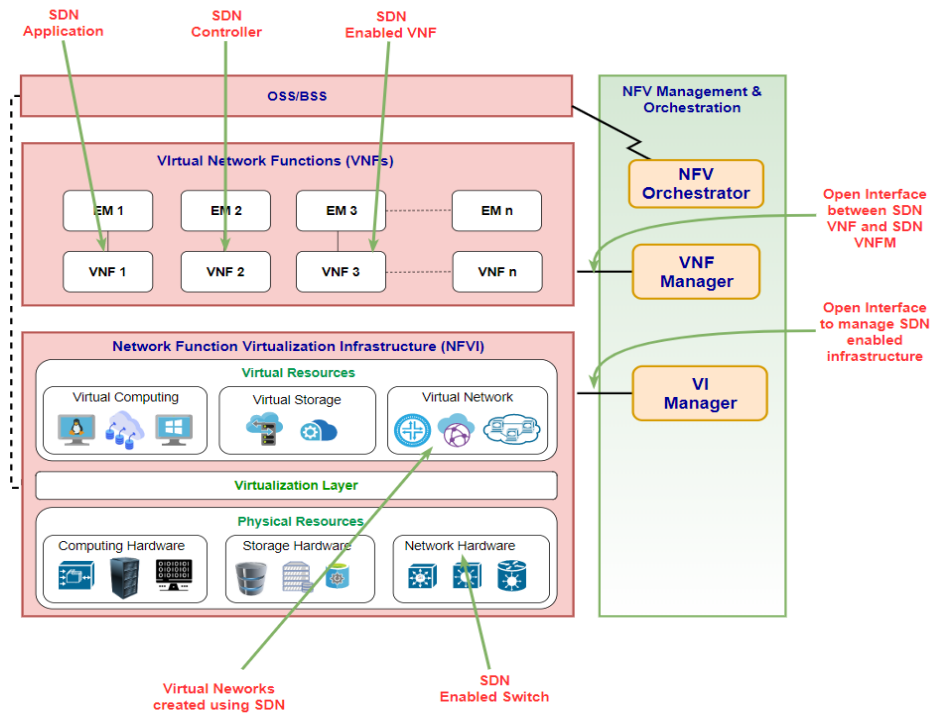 SDN
Application
SDN
Controller
SDN
Enabled VNF
OSS/BSS
NFV Management &
Orchestration
NFV
Orchestrator
VIrtual Network Functions (VNFs)
EM 1
EM 2
EM 3
EM n
VNF 1
VNF 2
VNF 3
VNF n
Open Interface
between SDN
VNF and SDN
VNFM
VNF
Manager
Open Interface
to manage SDN
enabled
infrastructure
Network Function Virtualization Infrastructure (NFVI)
Virtual Resources
Virtual Computing
Virtual Storage
Virtual Network
VI
Manager
Virtualization Layer
Physical Resources
Computing Hardware
Storage Hardware
Network Hardware
Virtual Neworks
created using SDN
SDN
Enabled Switch